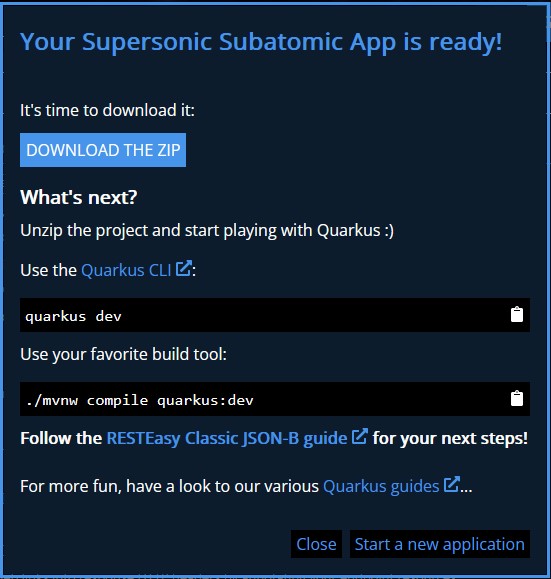 Your Supersonic Subatomic App is ready!
It's time to download it:
DOWNLOAD THE ZIP
What's next?
Unzip the project and start playing with Quarkus :)
Use the Quarkus CLI:
quarkus dev
Use your favorite build tool:
./mvnw compile quarkus:dev
Follow the RESTEasy Classic JSON-B guide for your next steps!
For more fun, have a look to our various Quarkus guides...
Close Start a new application